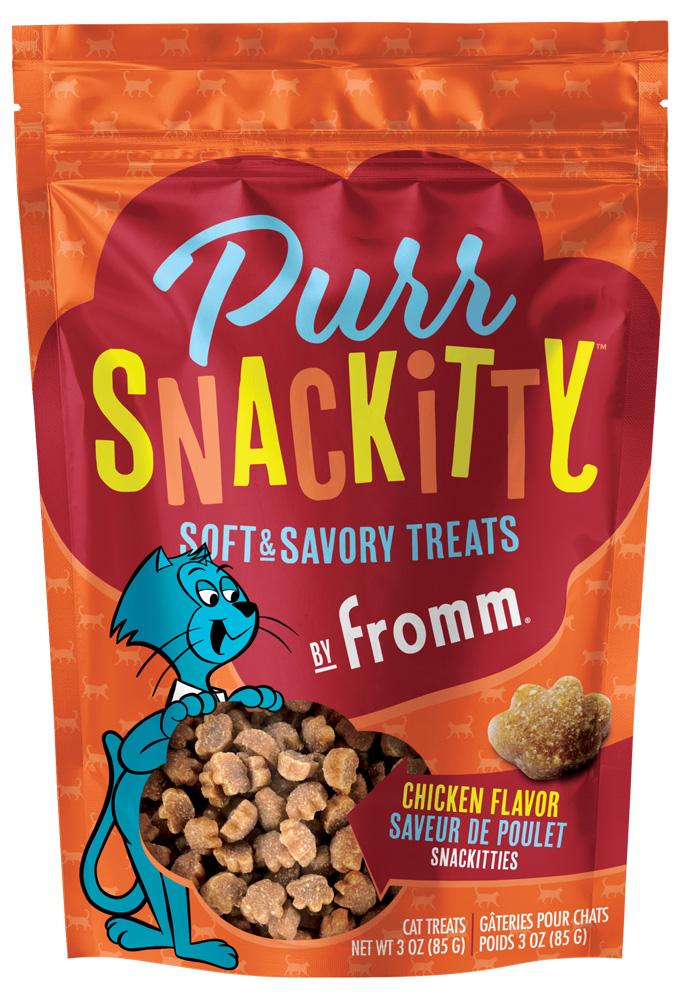 Purr
SNACKiTTY™
SOFT & SAVORY TREATS
BY fromm®
CHICKEN FLAVOR
SAVEUR DE POULET
SNACKITTIES
CAT TREATS
NET WT 3 OZ (85 G)
GÂTERIES POUR CHATS
POIDS 3 OZ (85 G)